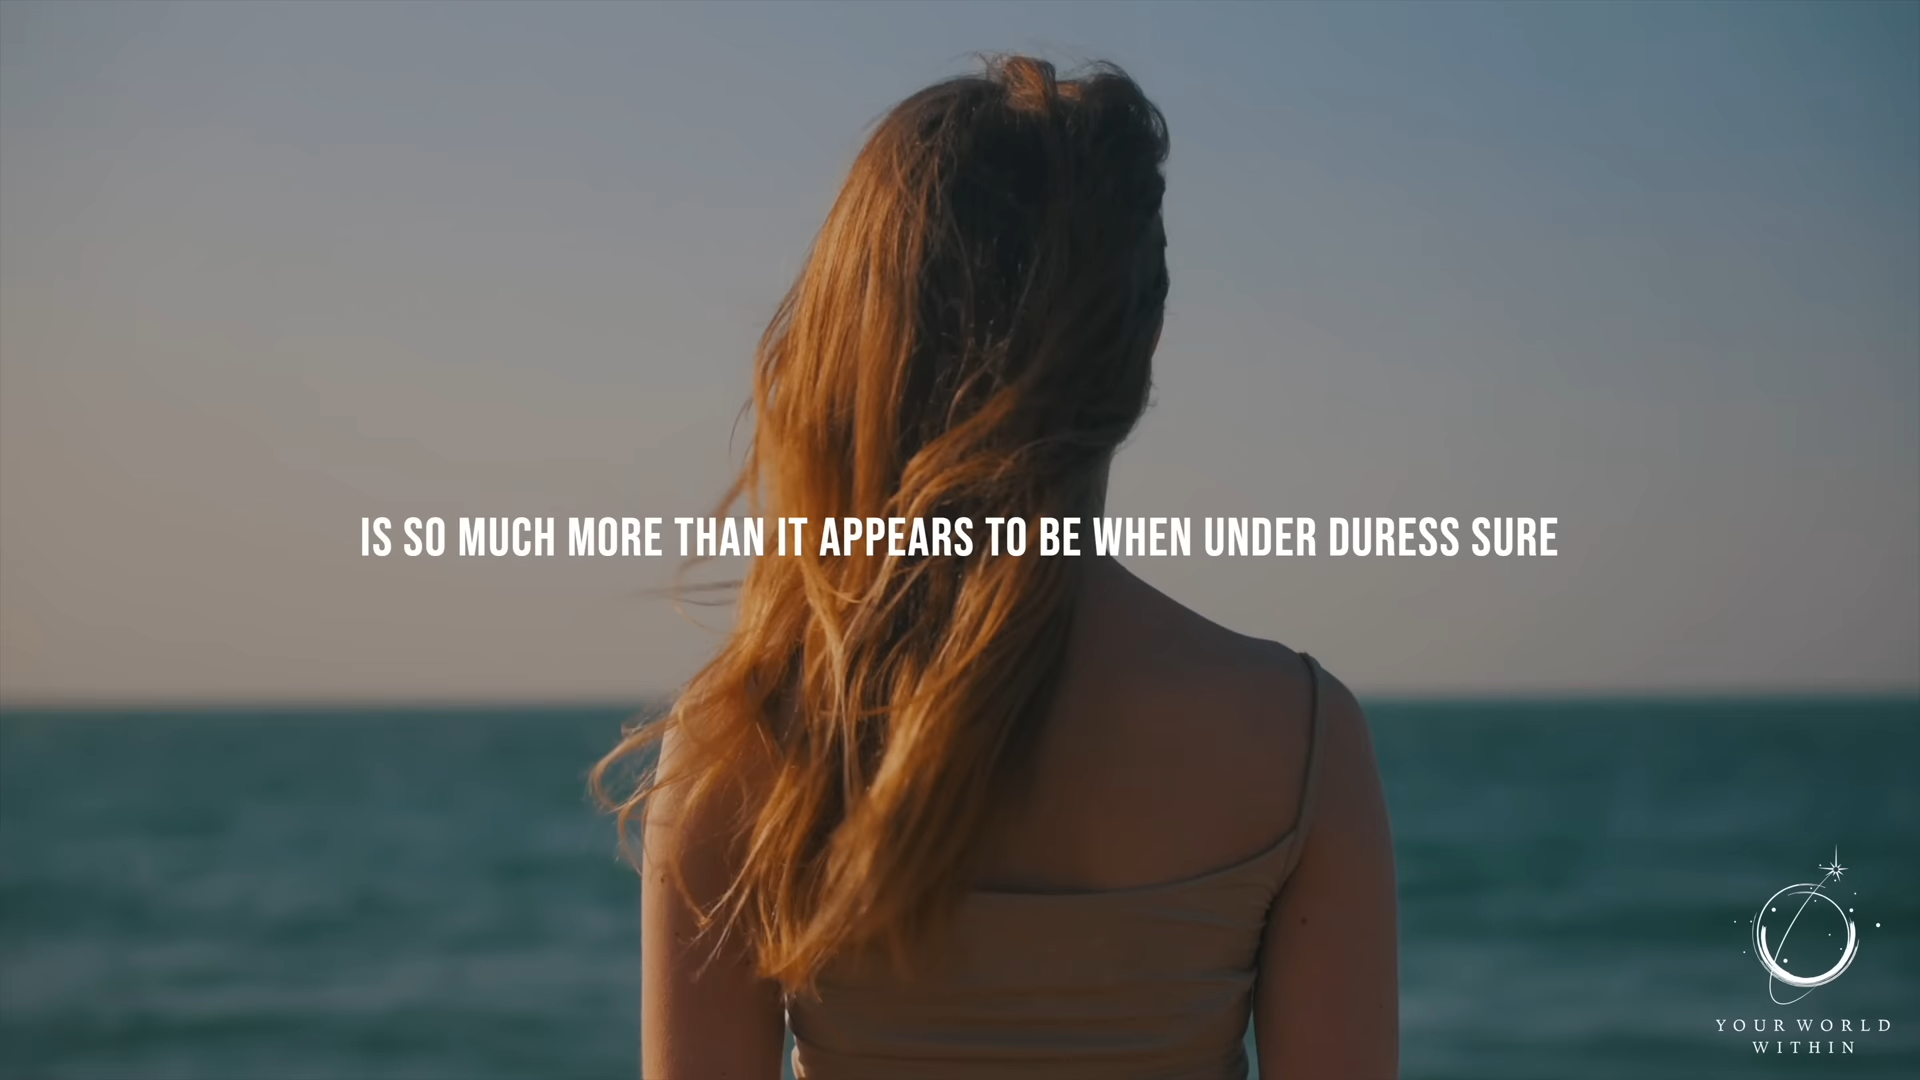 IS SO MUCH MORE THAN IT APPEARS TO BE WHEN UNDER DURESS SURE
YOUR WORLD
WITHIN